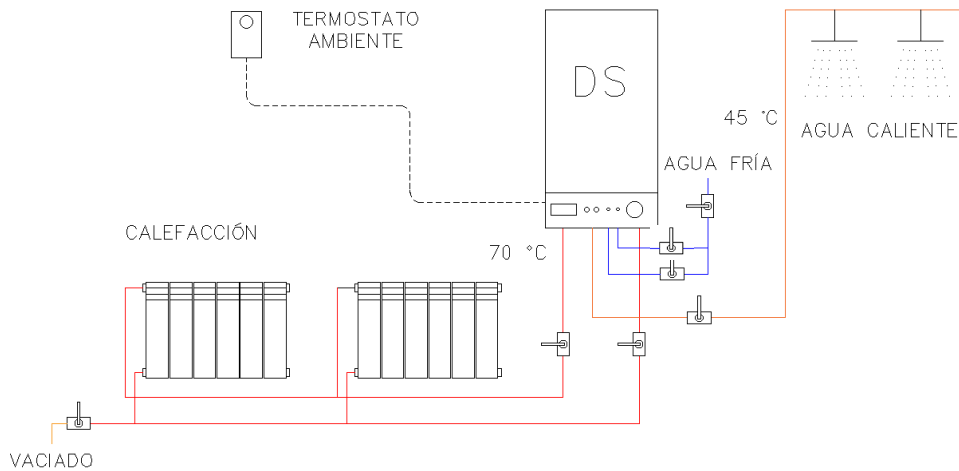 TERMOSTATO
AMBIENTE
DS
45 °C
AGUA CALIENTE
AGUA FRÍA
CALEFACCIÓN
70 °C
VACIADO